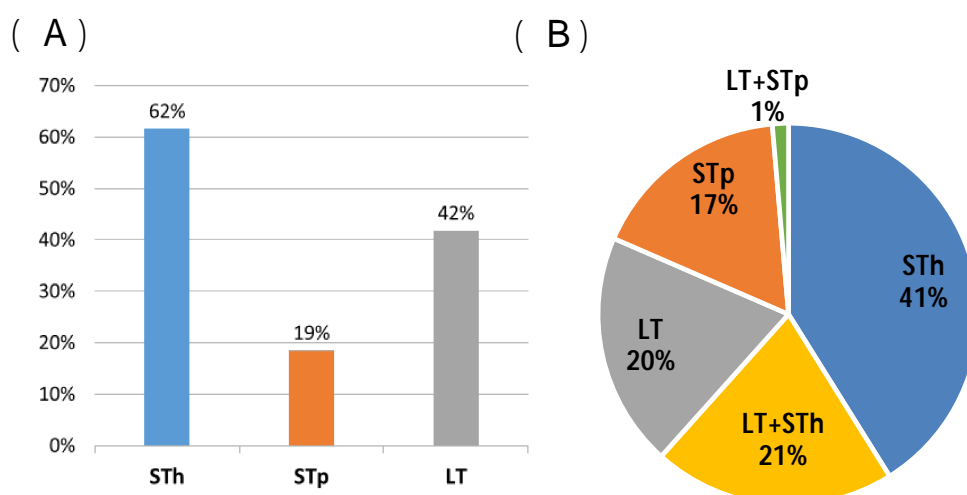 ( A )
70%
60%
50%
40%
30%
20%
10%
0%
62%
19%
42%
STh
STp
LT
( B )
LT+STp
1%
STp
17%
STh
41%
LT
20%
LT+STh
21%